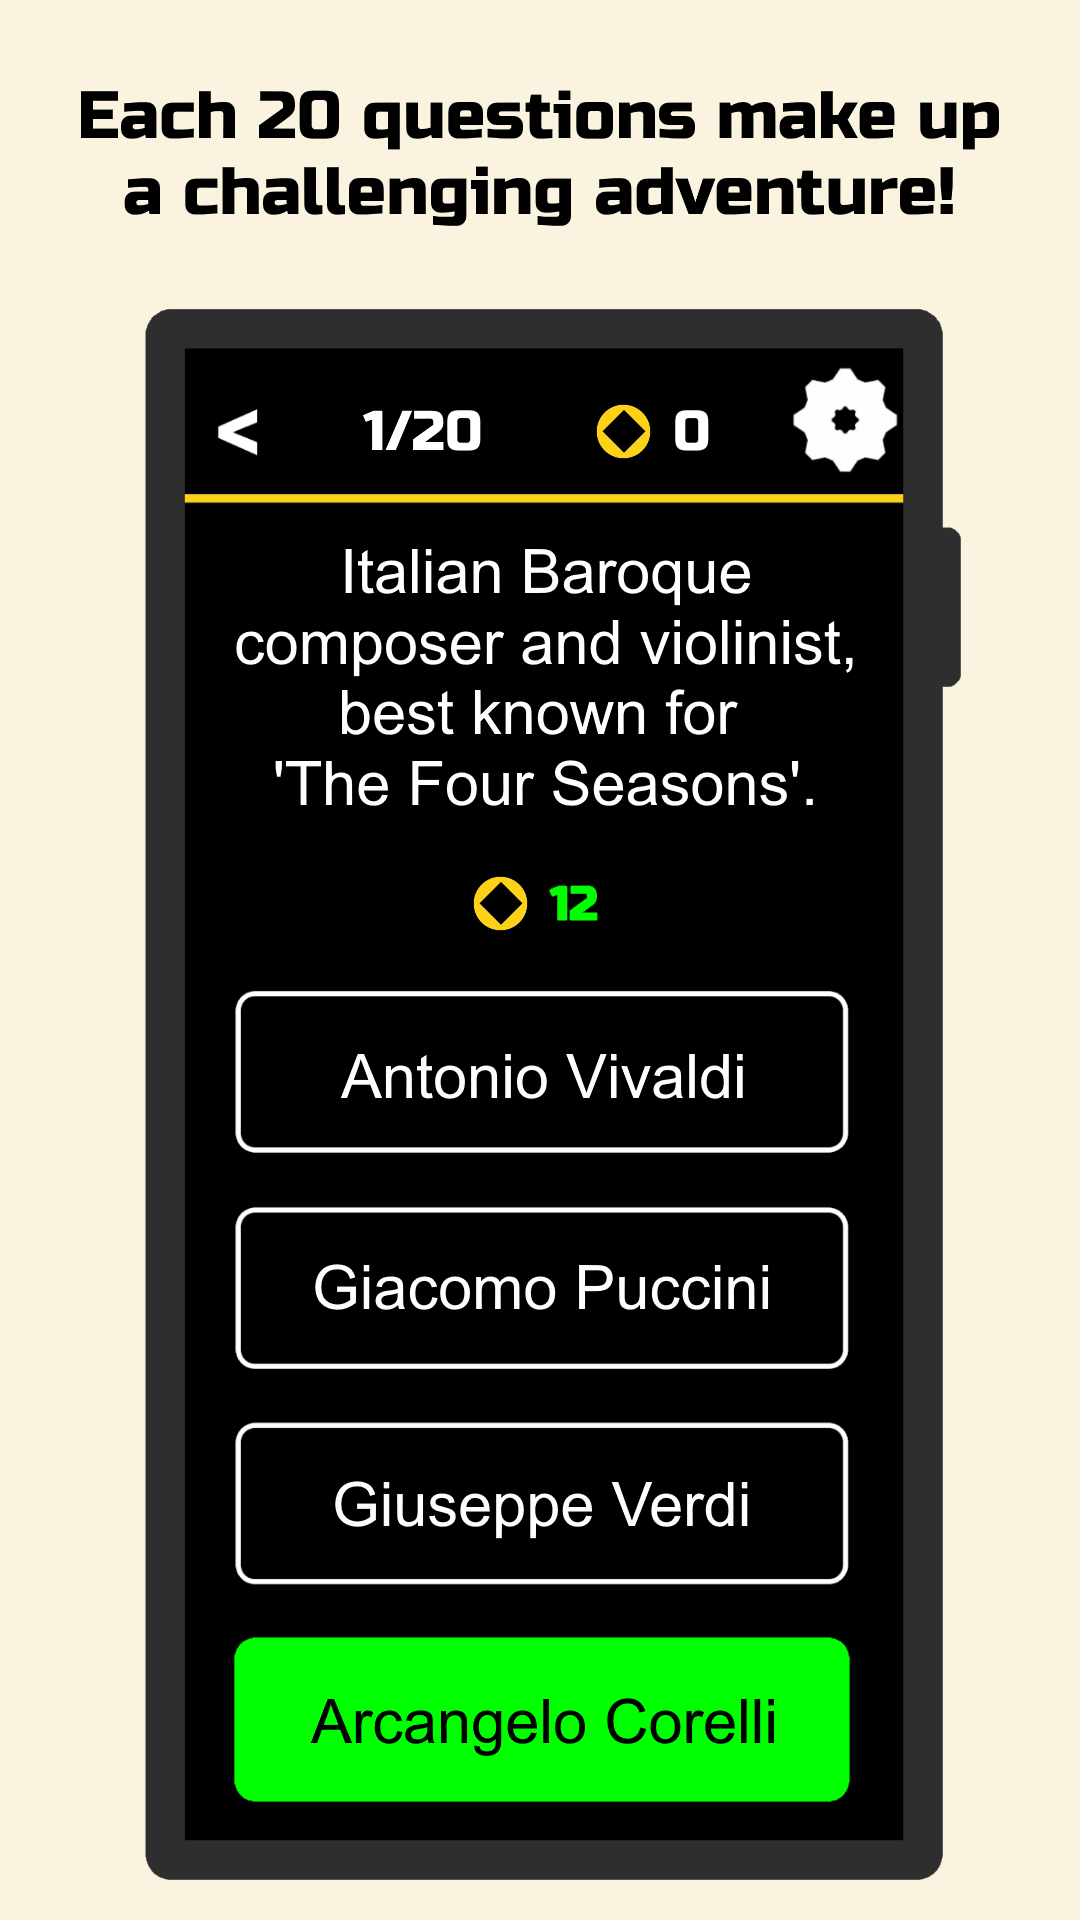 Each 20 questions make up
a challenging adventure!
< 1/20 0
Italian Baroque
composer and violinist,
best known for
'The Four Seasons'.
12
Antonio Vivaldi
Giacomo Puccini
Giuseppe Verdi
Arcangelo Corelli